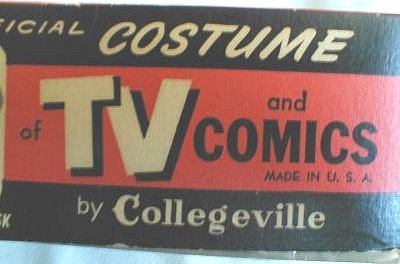 COSTUME
of TV and COMICS
MADE IN U. S. A.
by Collegeville